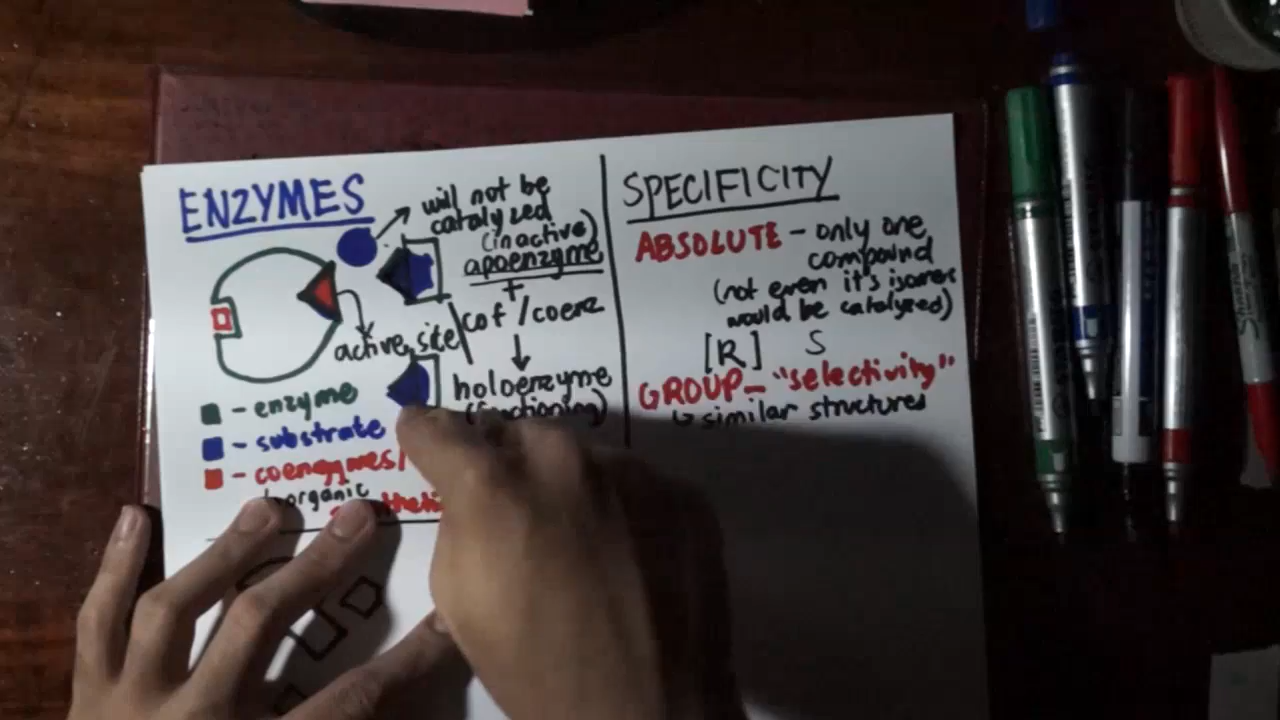 ENZYMES
will not be
catalyzed
(inactive)
apoenzyme
+
cof/coenz
active site
holoenzyme
(functioning)
- enzyme
- substrate
- coenzymes/
organic
SPECIFICITY
ABSOLUTE - only one
compound
(not even it's isomers
would be catalyzed)
[R] S
GROUP - "selectivity"
↳ similar structures